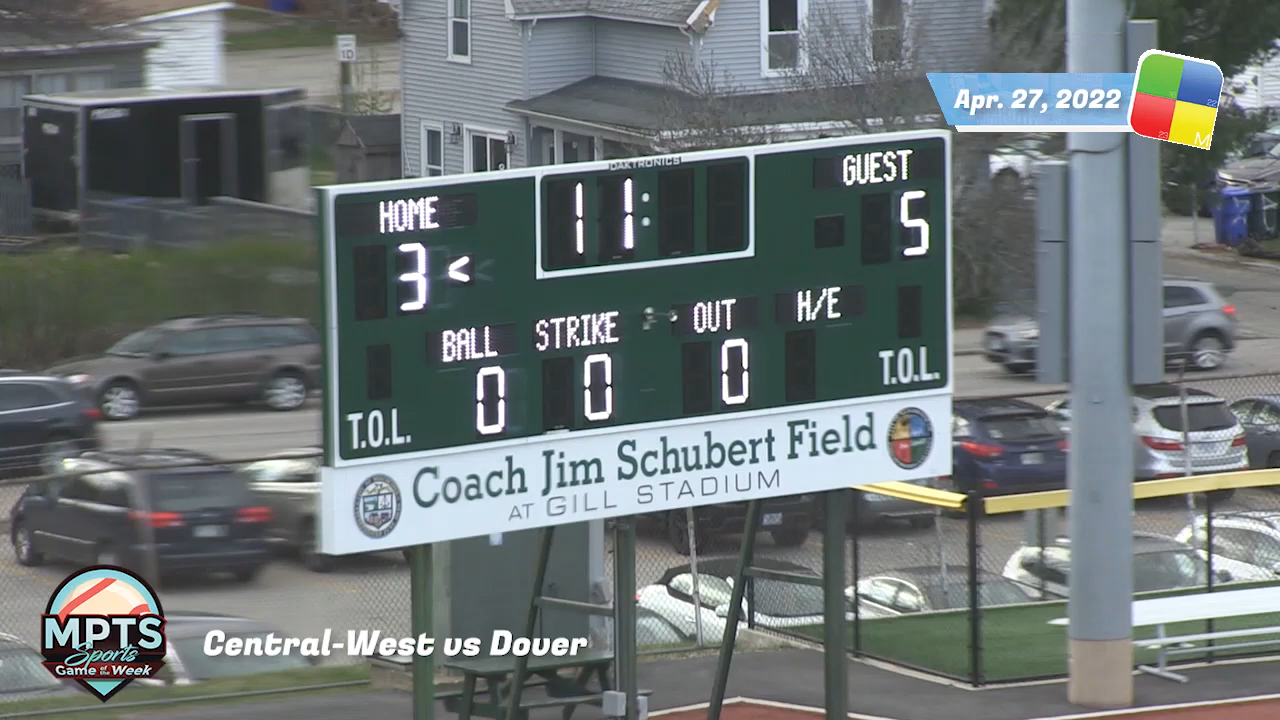 DAKTRONICS
Apr. 27, 2022
M
HOME
11:
GUEST
3 <
5
BALL STRIKE OUT H/E
0 0 0
T.O.L. T.O.L.
Coach Jim Schubert Field
AT GILL STADIUM
MPTS
Sports
Game of the Week
Central-West vs Dover